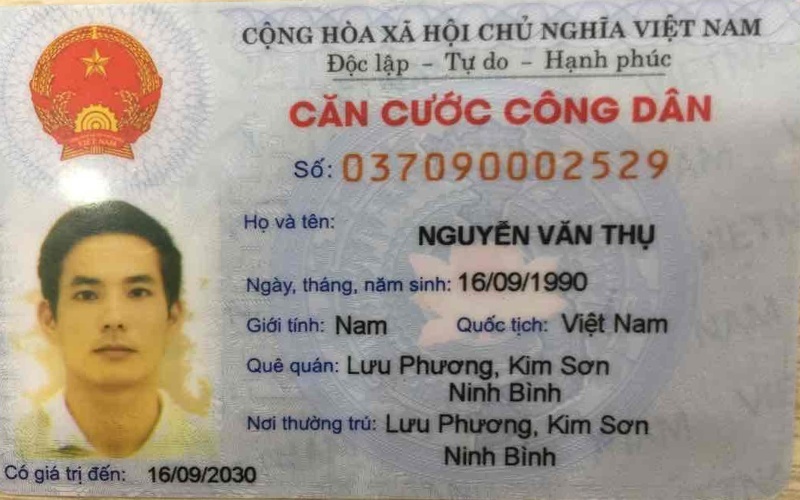 CỘNG HÒA XÃ HỘI CHỦ NGHĨA VIỆT NAM
Độc lập - Tự do - Hạnh phúc
CĂN CƯỚC CÔNG DÂN
Số: 037090002529
Họ và tên: NGUYỄN VĂN THỤ
Ngày, tháng, năm sinh: 16/09/1990
Giới tính: Nam Quốc tịch: Việt Nam
Quê quán: Lưu Phương, Kim Sơn
Ninh Bình
Nơi thường trú: Lưu Phương, Kim Sơn
Ninh Bình
Có giá trị đến: 16/09/2030